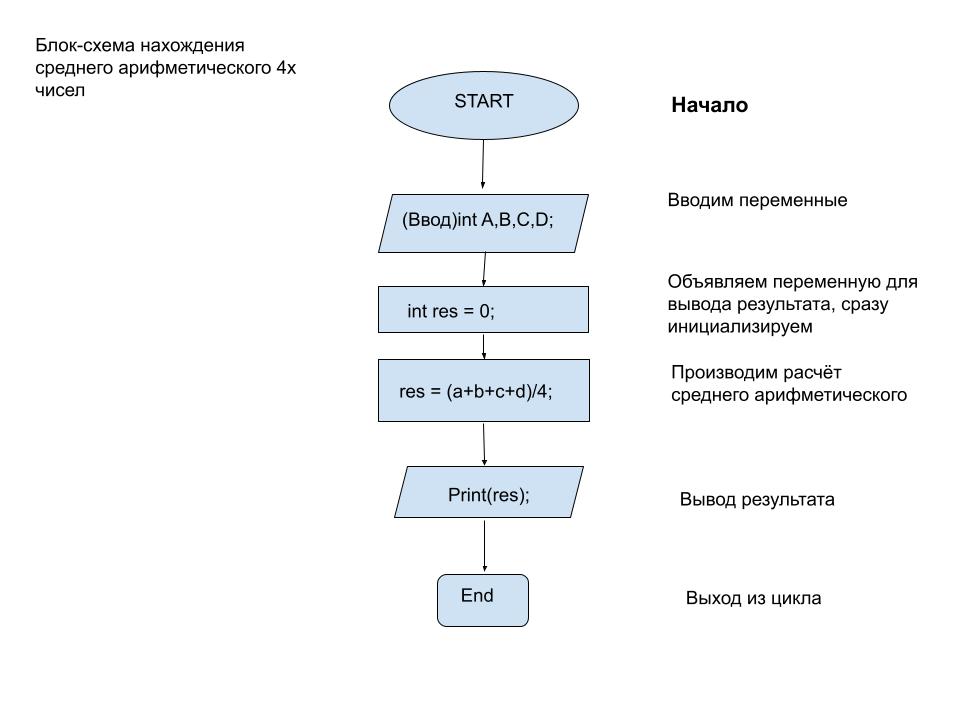 Блок-схема нахождения
среднего арифметического 4х
чисел
START
Начало
(Ввод)int A,B,C,D;
Вводим переменные
int res = 0;
Объявляем переменную для
вывода результата, сразу
инициализируем
res = (a+b+c+d)/4;
Производим расчёт
среднего арифметического
Print(res);
Вывод результата
End
Выход из цикла